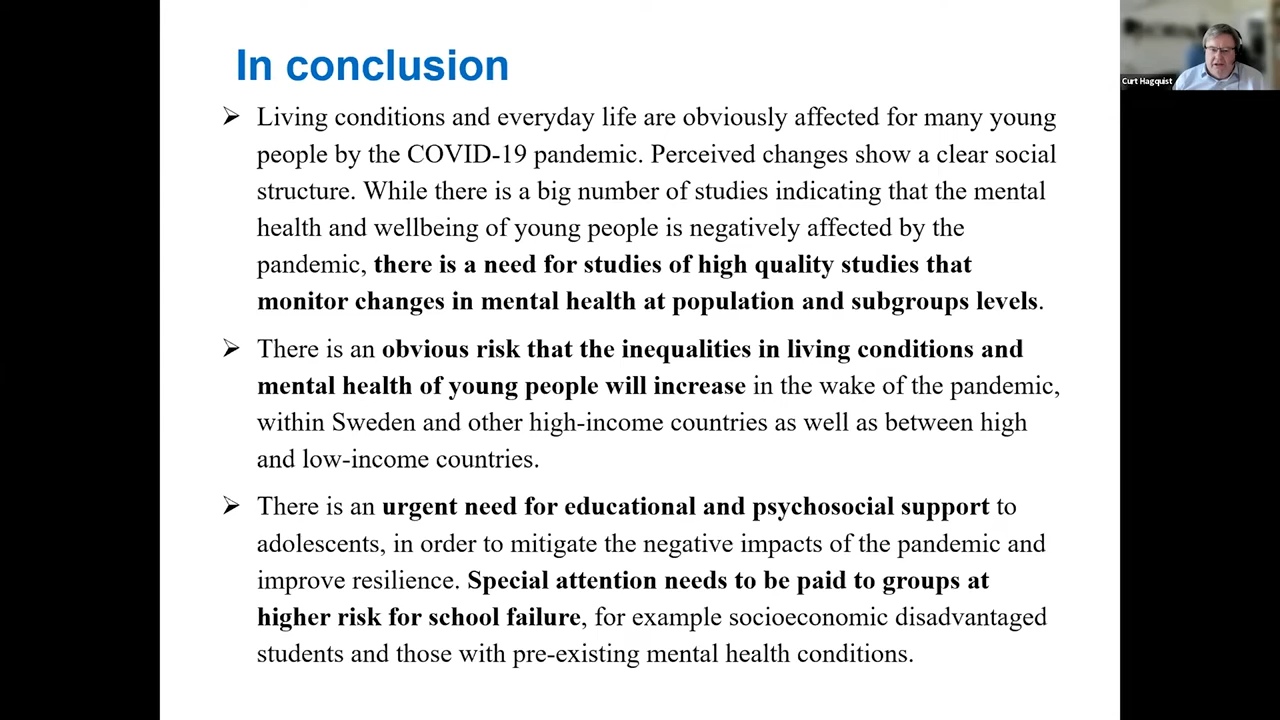 In conclusion
Curt Hagquist
➢ Living conditions and everyday life are obviously affected for many young
people by the COVID-19 pandemic. Perceived changes show a clear social
structure. While there is a big number of studies indicating that the mental
health and wellbeing of young people is negatively affected by the
pandemic, there is a need for studies of high quality studies that
monitor changes in mental health at population and subgroups levels.
➢ There is an obvious risk that the inequalities in living conditions and
mental health of young people will increase in the wake of the pandemic,
within Sweden and other high-income countries as well as between high
and low-income countries.
➢ There is an urgent need for educational and psychosocial support to
adolescents, in order to mitigate the negative impacts of the pandemic and
improve resilience. Special attention needs to be paid to groups at
higher risk for school failure, for example socioeconomic disadvantaged
students and those with pre-existing mental health conditions.